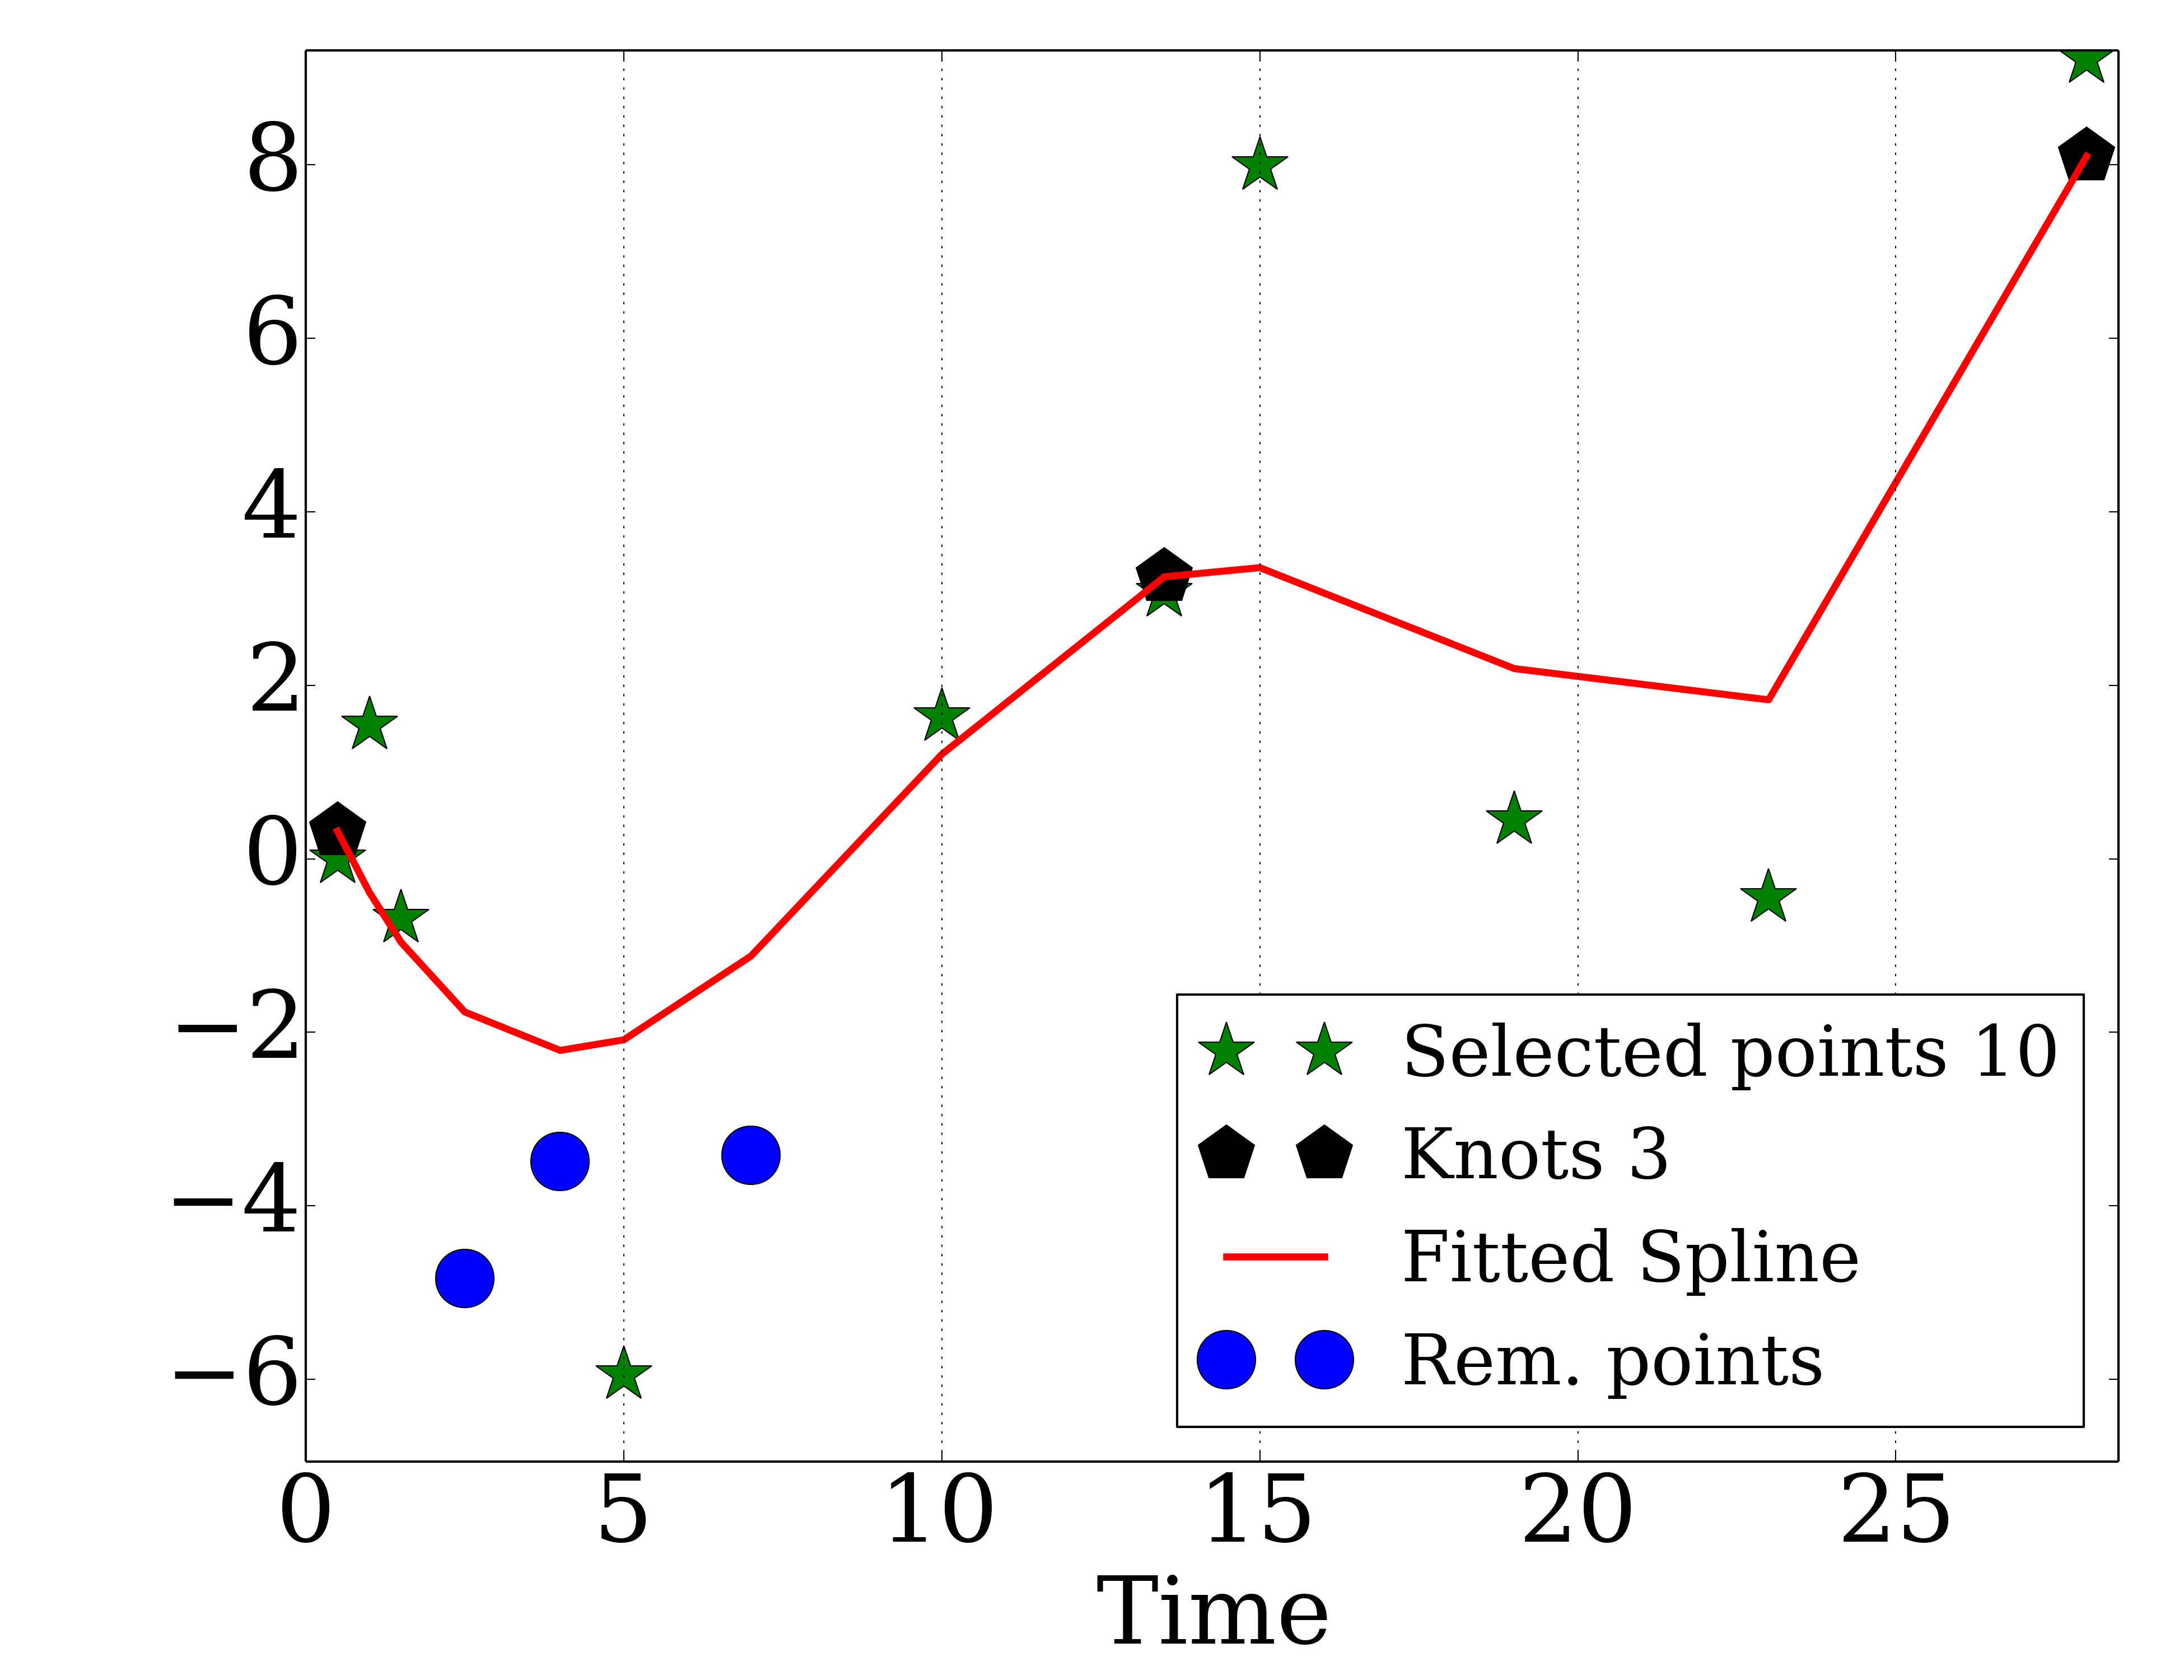 8
6
4
2
0
−2
−4
−6
0 5 10 15 20 25
Time
Selected points 10
Knots 3
Fitted Spline
Rem. points